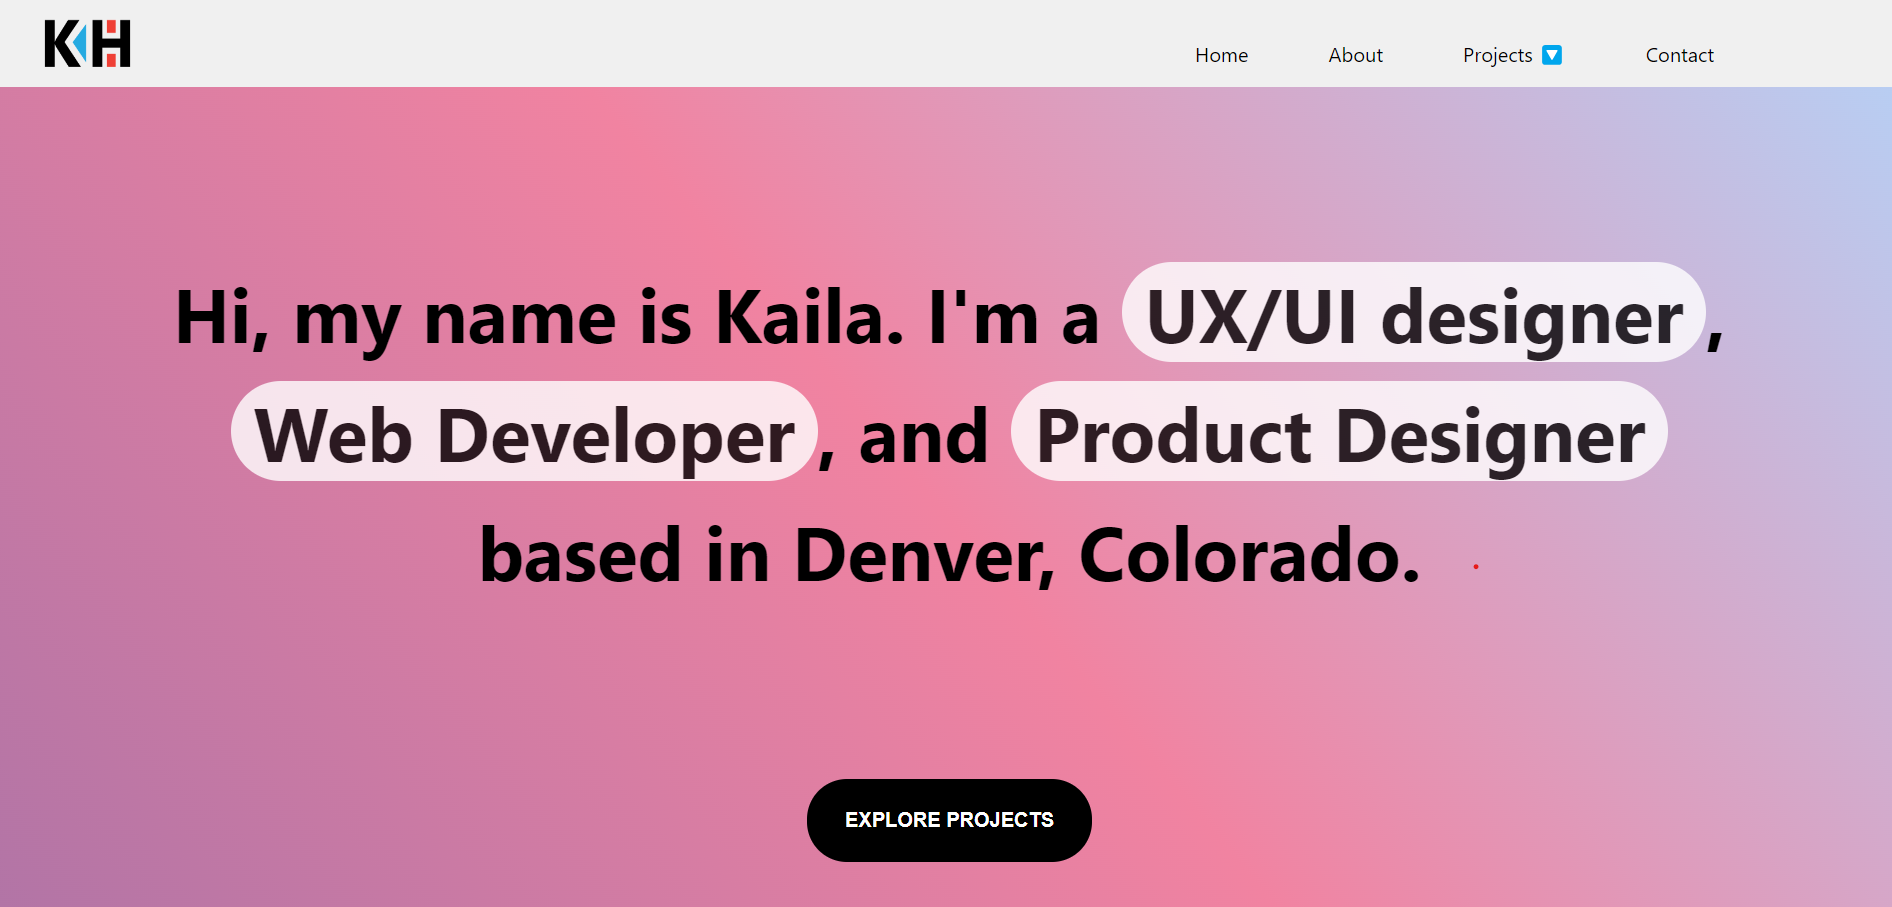 KH
Home About Projects 🔽 Contact
Hi, my name is Kaila. I'm a UX/UI designer,
Web Developer, and Product Designer
based in Denver, Colorado.
EXPLORE PROJECTS